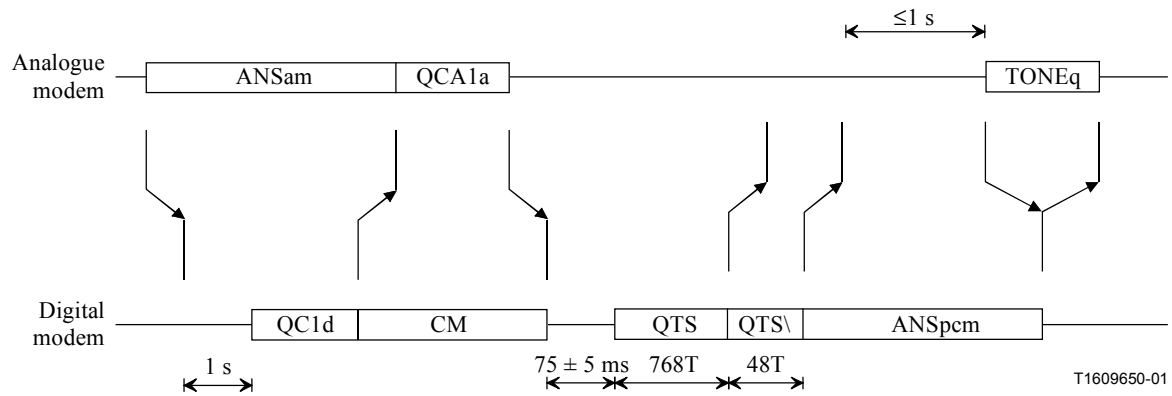 ≤1 s
Analogue
modem
ANSam
QCA1a
TONEq
Digital
modem
QC1d
CM
QTS
QTS\
ANSpcm
1 s
75 ± 5 ms
768T
48T
T1609650-01